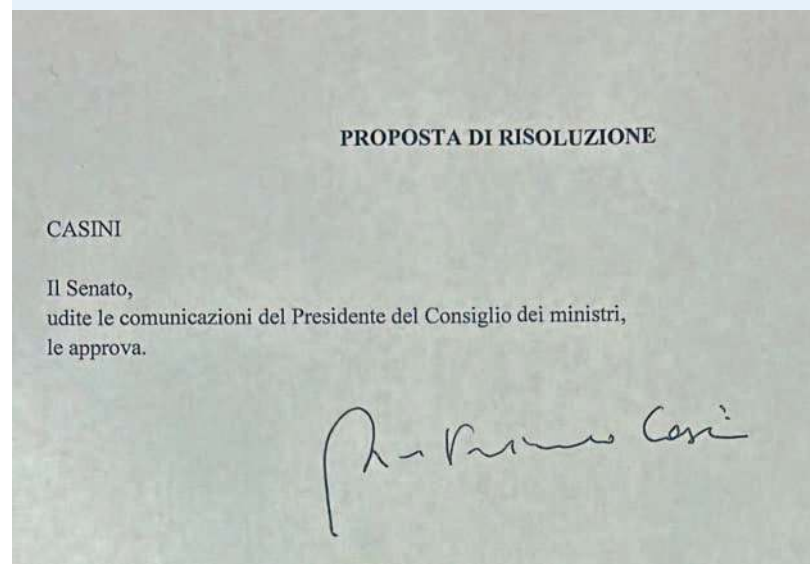 PROPOSTA DI RISOLUZIONE
CASINI
Il Senato,
udite le comunicazioni del Presidente del Consiglio dei ministri,
le approva.